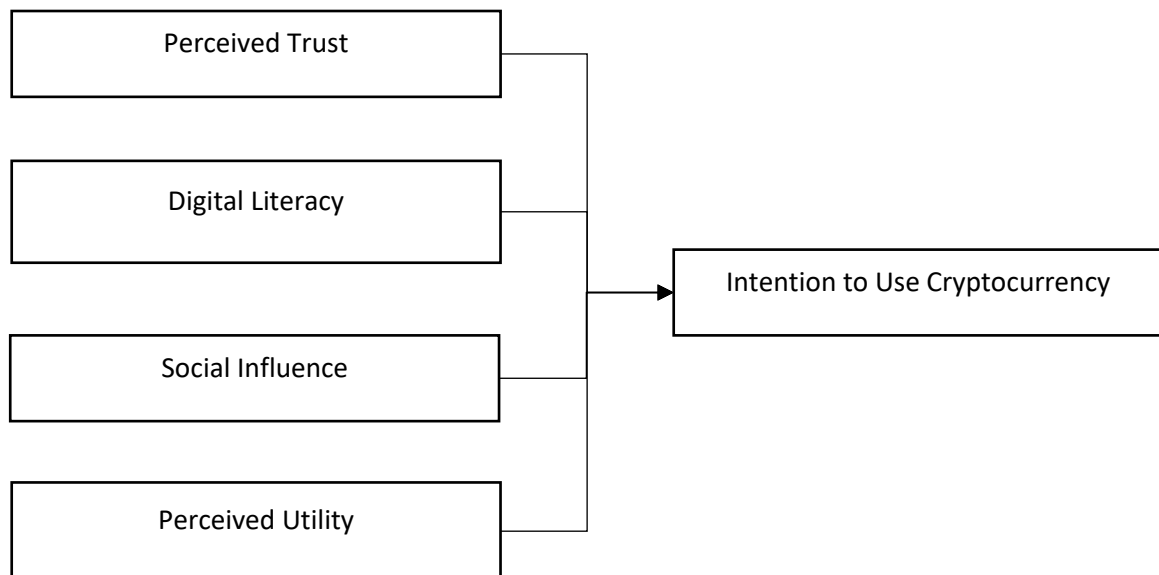 Perceived Trust
Digital Literacy
Intention to Use Cryptocurrency
Social Influence
Perceived Utility